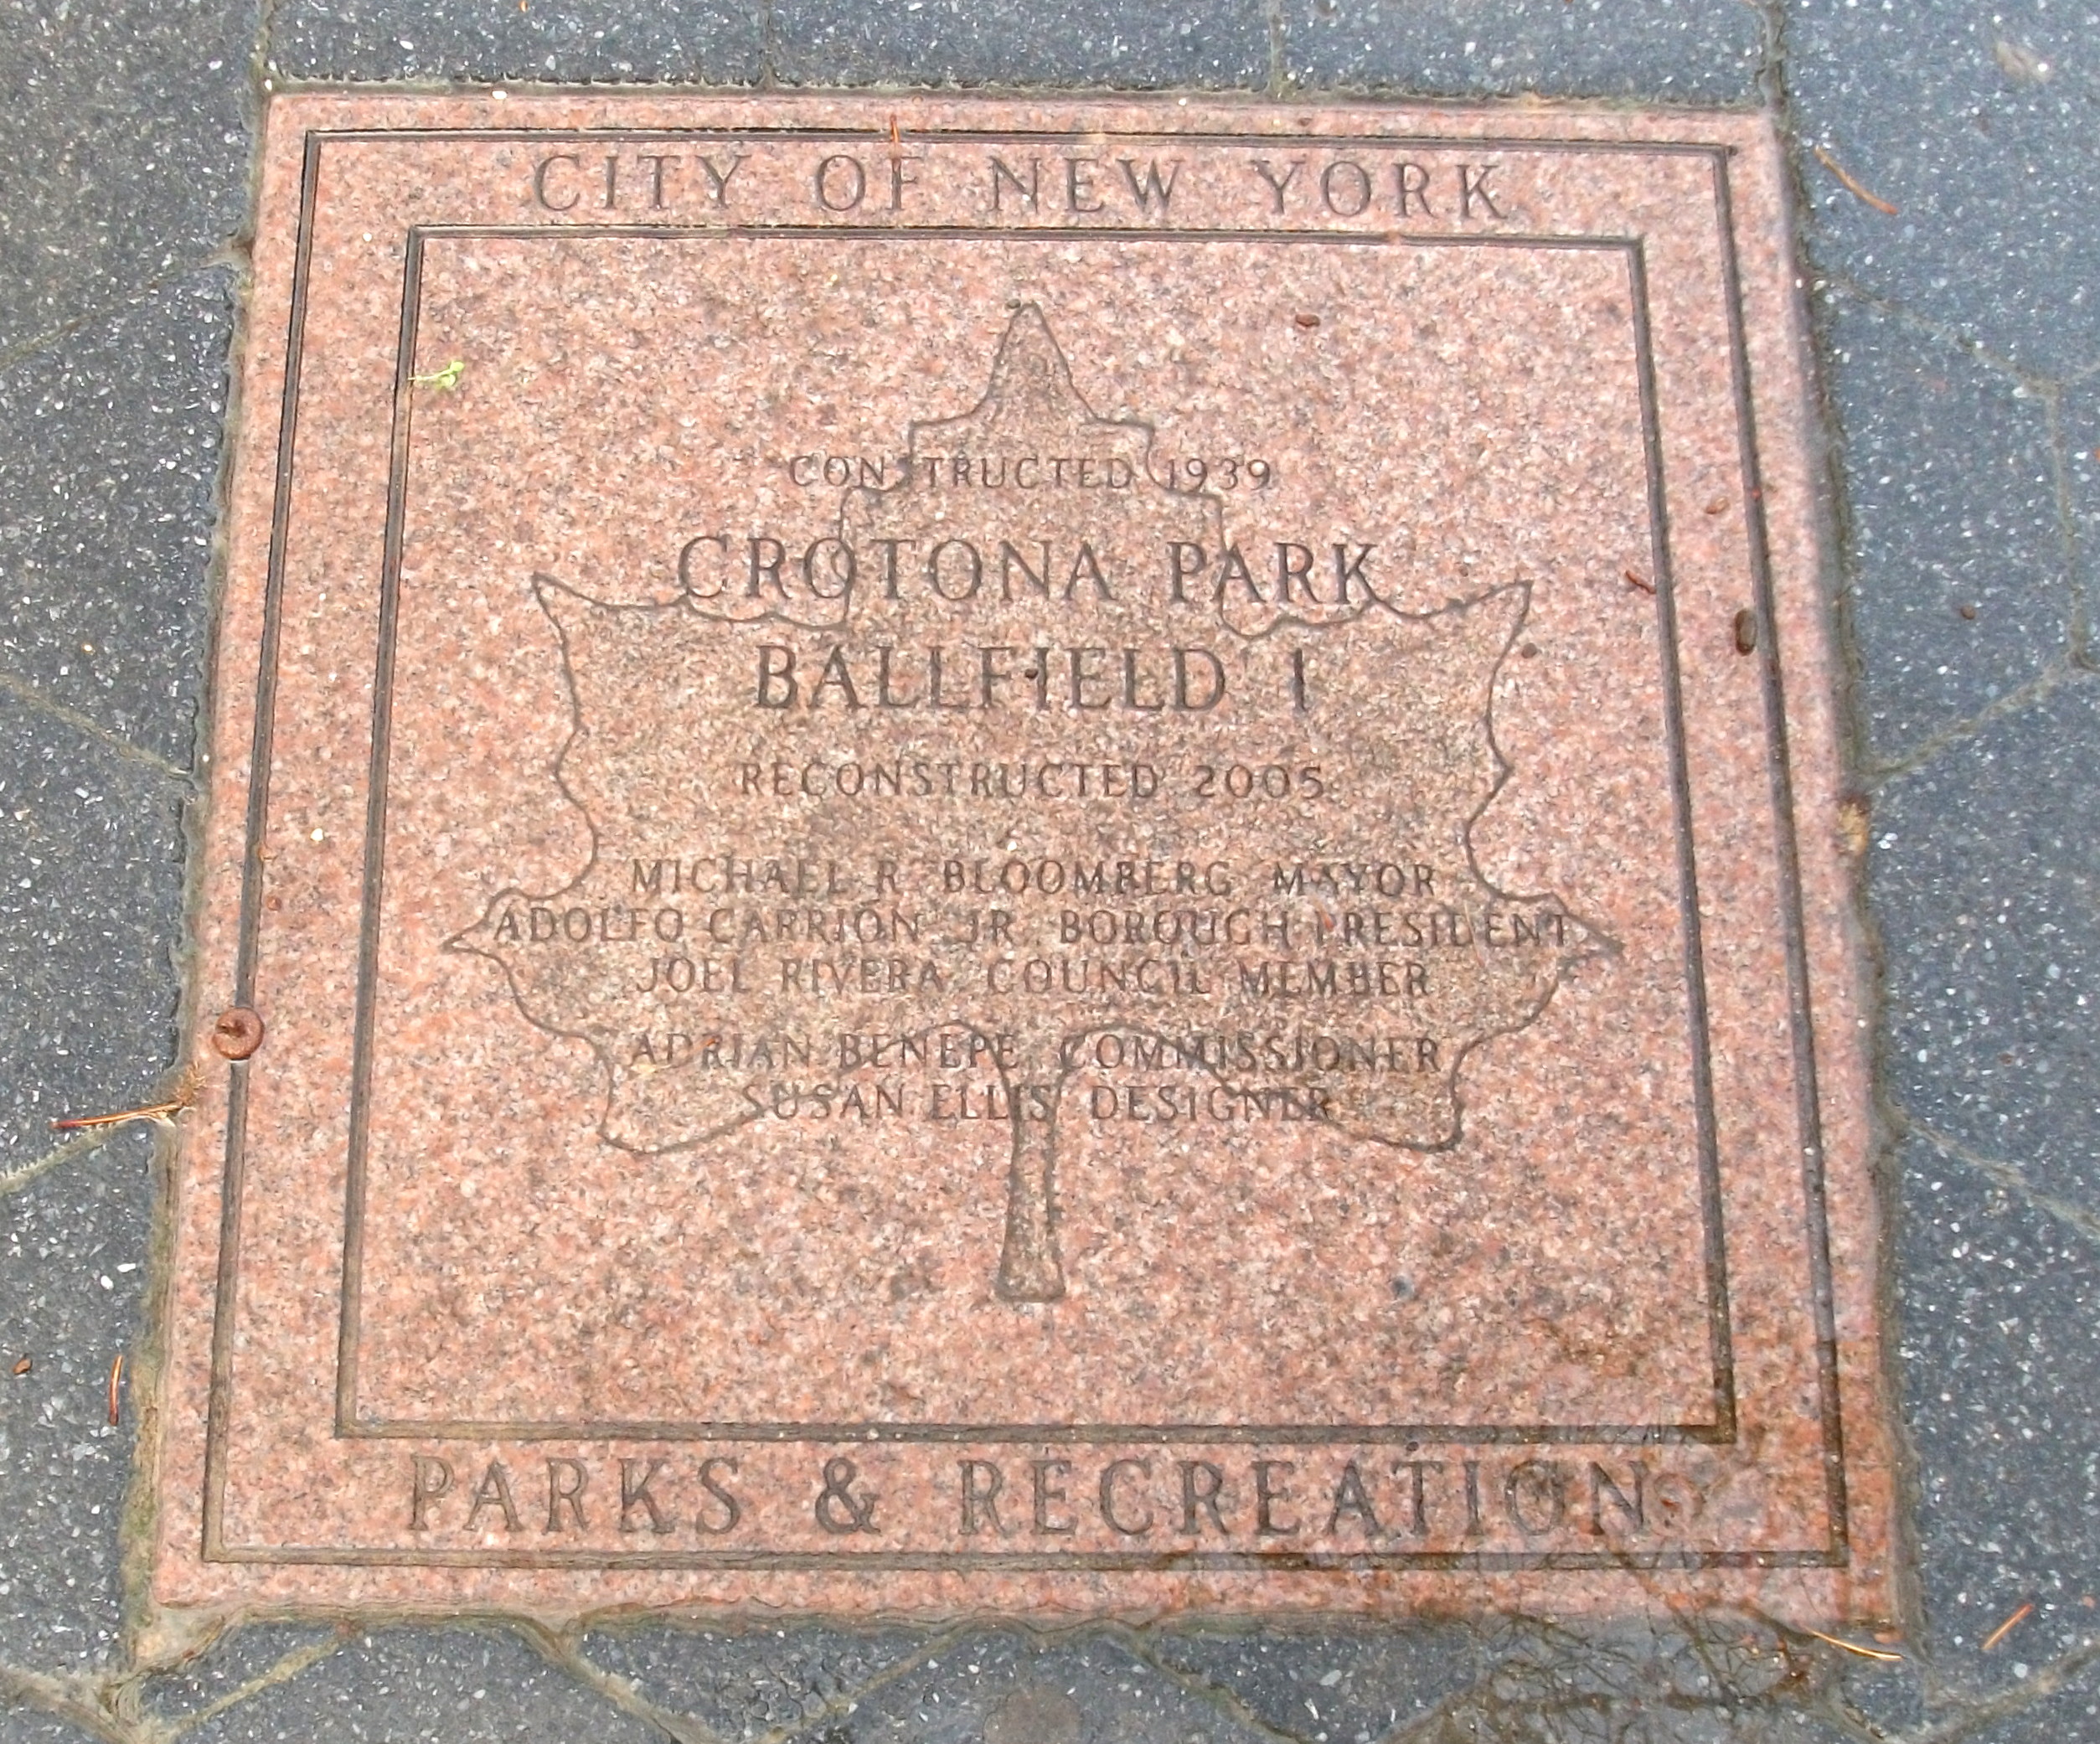 CITY OF NEW YORK
CONSTRUCTED 1939
CROTONA PARK
BALLFIELD 1
RECONSTRUCTED 2005
MICHAEL R BLOOMBERG MAYOR
ADOLFO CARRIÓN JR BOROUGH PRESIDENT
JOEL RIVERA COUNCIL MEMBER
ADRIAN BENEPE COMMISSIONER
SUSAN ELLIS DESIGNER
PARKS & RECREATION